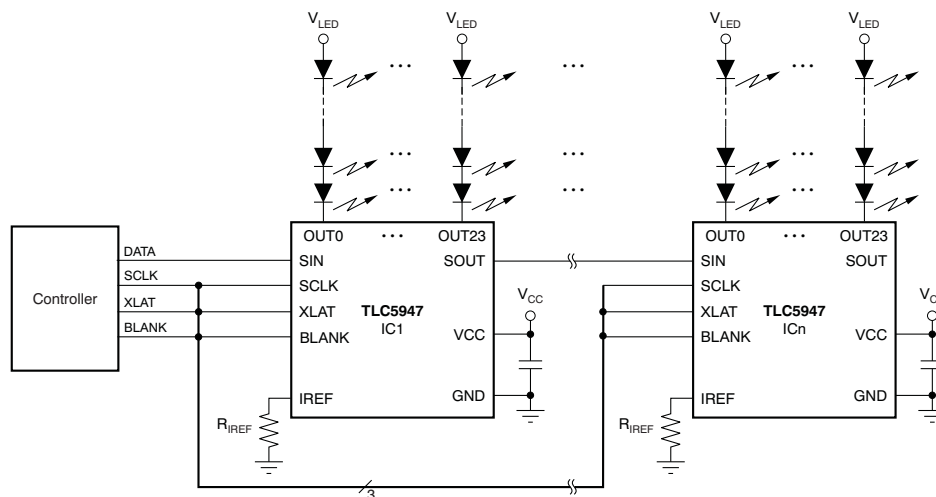 VLED VLED VLED VLED
... ... ... ...
... ...
... ... ... ...
OUT0 ... OUT23 OUT0 ... OUT23
DATA SIN SOUT SIN SOUT
SCLK SCLK SCLK
Controller XLAT XLAT TLC5947 IC1 VCC XLAT TLC5947 ICn VC
BLANK BLANK VCC BLANK VCC
IREF GND IREF GND
RIREF RIREF
3